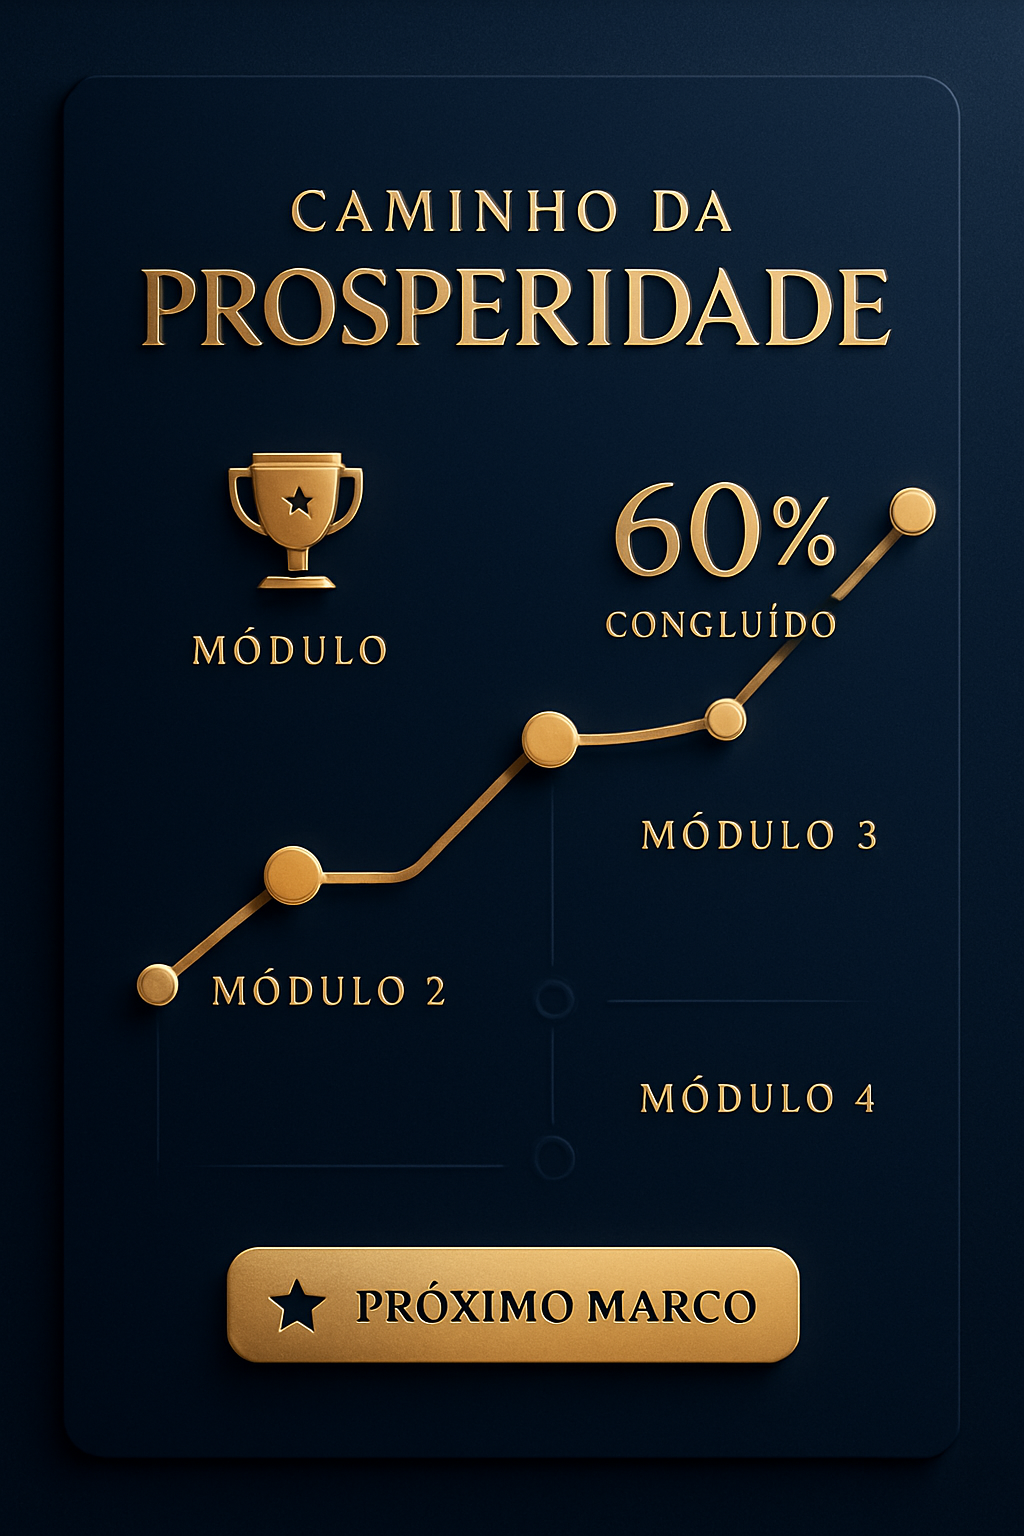 CAMINHO DA
PROSPERIDADE
60%
CONGLUÍDO
MÓDULO
MÓDULO 3
MÓDULO 2
MÓDULO 4
PRÓXIMO MARCO